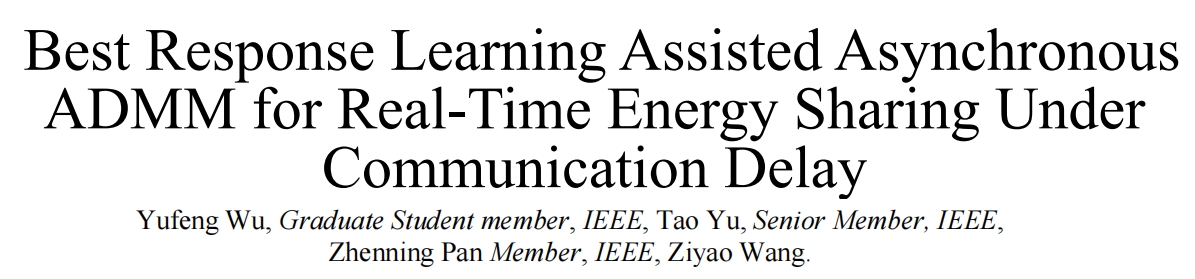 Best Response Learning Assisted Asynchronous
ADMM for Real-Time Energy Sharing Under
Communication Delay
Yufeng Wu, Graduate Student member, IEEE, Tao Yu, Senior Member, IEEE,
Zhenning Pan Member, IEEE, Ziyao Wang.